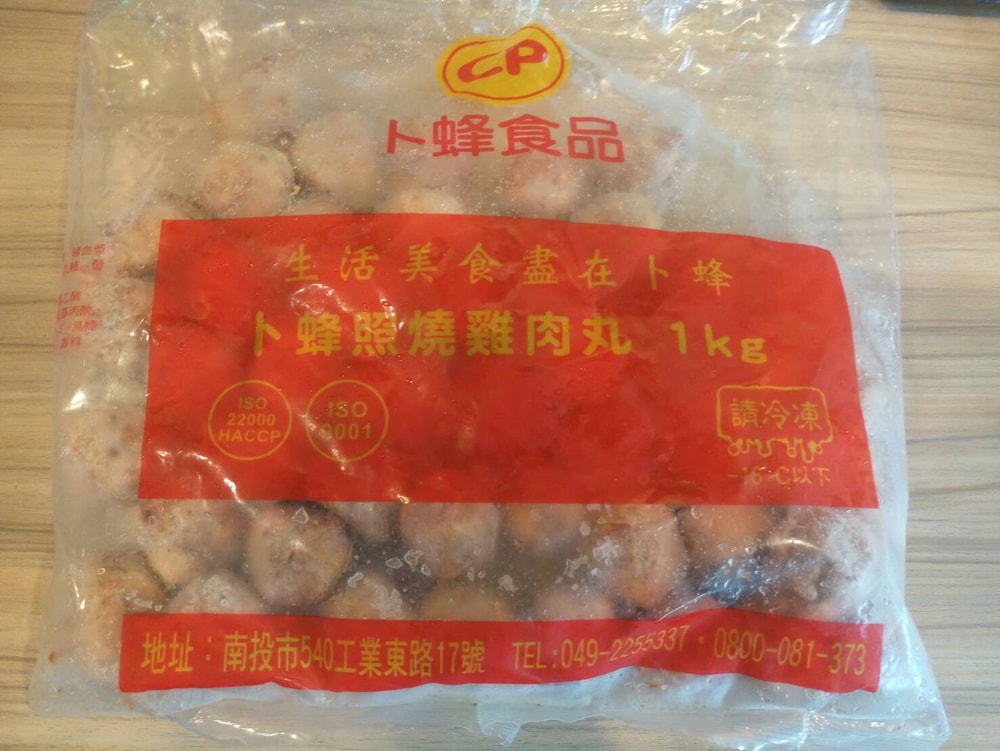 CP
卜蜂食品
生活美食盡在卜蜂
卜蜂照燒雞肉丸 1kg
ISO
22000
HACCP
ISO
9001
請冷凍
-18°C以下
地址：南投市540工業東路17號 TEL:049-2255337・0800-081-373